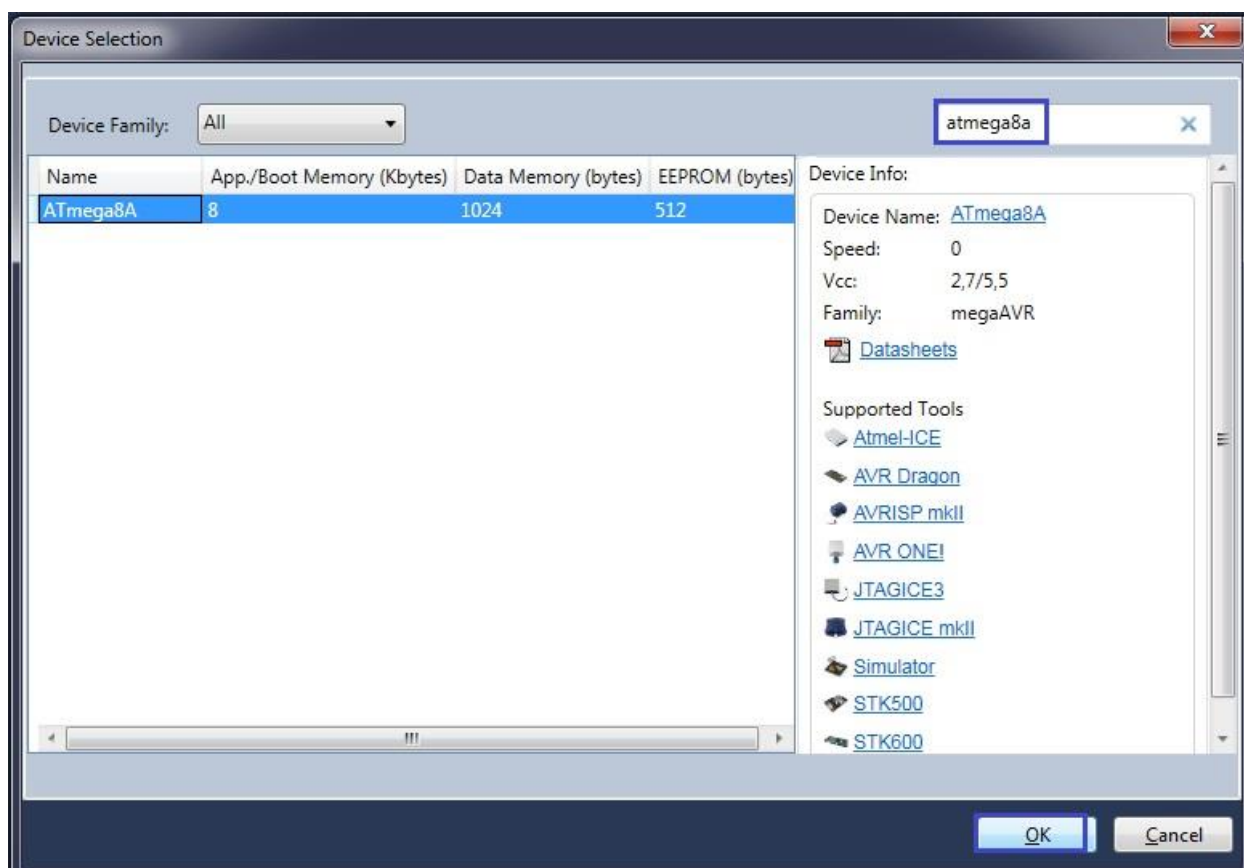 Device Selection
Device Family: All atmega8a
Name App./Boot Memory (Kbytes) Data Memory (bytes) EEPROM (bytes)
ATmega8A 8 1024 512
Device Info:
Device Name: ATmega8A
Speed: 0
Vcc: 2,7/5,5
Family: megaAVR
Datasheets
Supported Tools
Atmel-ICE
AVR Dragon
AVRISP mkII
AVR ONE!
JTAGICE3
JTAGICE mkII
Simulator
STK500
STK600
OK Cancel